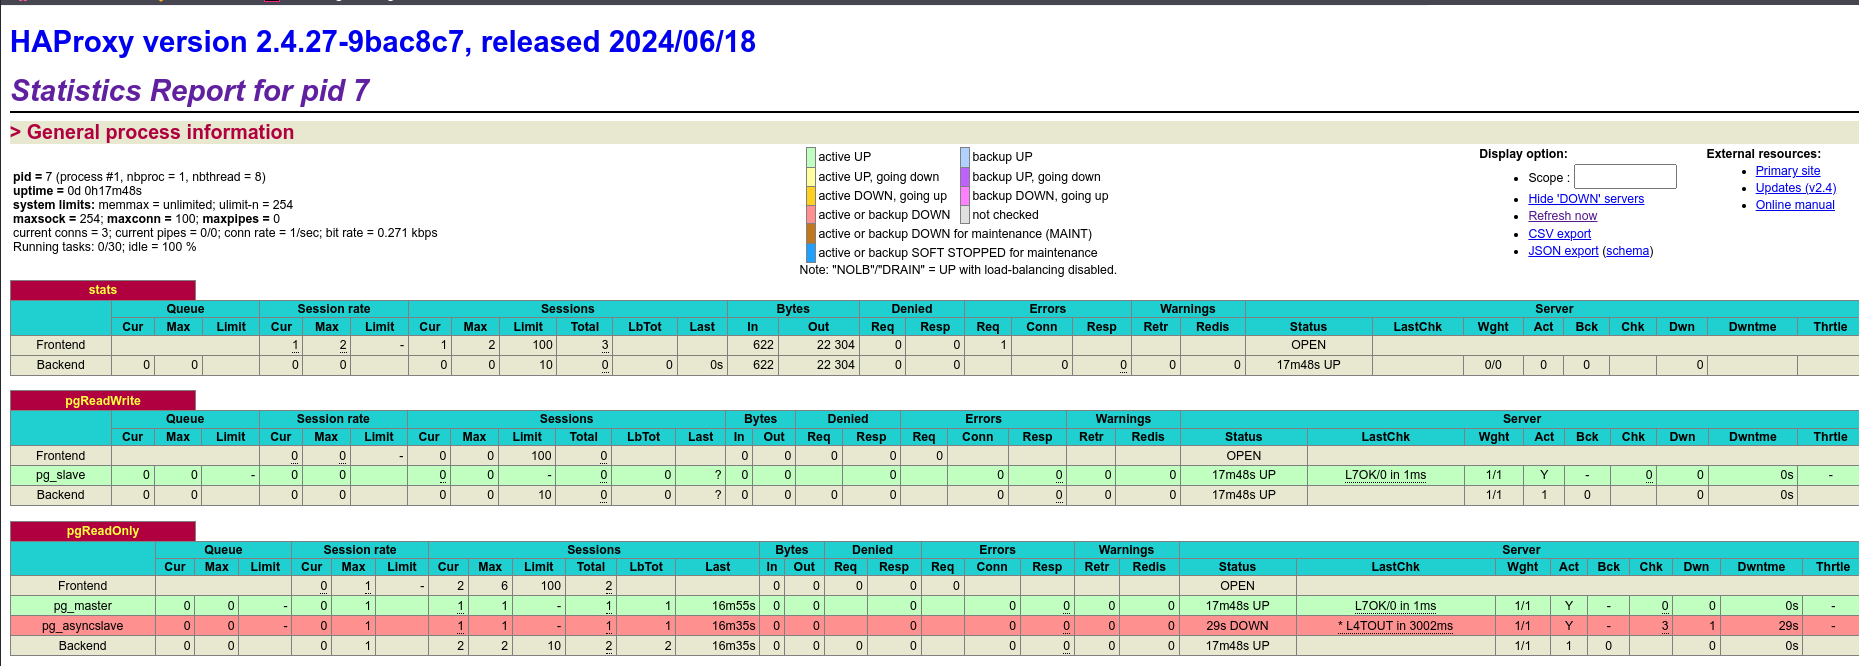 HAProxy version 2.4.27-9bac8c7, released 2024/06/18
Statistics Report for pid 7
> General process information
pid = 7 (process #1, nbproc = 1, nbthread = 8)
uptime = 0d 0h17m48s
system limits: memmax = unlimited; ulimit-n = 254
maxsock = 254; maxconn = 100; maxpipes = 0
current conns = 3; current pipes = 0/0; conn rate = 1/sec; bit rate = 0.271 kbps
Running tasks: 0/30; idle = 100 %
active UP backup UP
active UP, going down backup UP, going down
active DOWN, going up backup DOWN, going up
active or backup DOWN not checked
active or backup DOWN for maintenance (MAINT)
active or backup SOFT STOPPED for maintenance
Note: "NOLB"/"DRAIN" = UP with load-balancing disabled.
Display option:
Scope :
Hide 'DOWN' servers
Refresh now
CSV export
JSON export (schema)
External resources:
Primary site
Updates (v2.4)
Online manual
stats
Queue Session rate Sessions Bytes Denied Errors Warnings Server
Cur Max Limit Cur Max Limit Cur Max Limit Total LbTot Last In Out Req Resp Req Conn Resp Retr Redis Status LastChk Wght Act Bck Chk Dwn Dwntme Thrtle
Frontend 1 2 - 1 2 100 3 622 22 304 0 0 1 OPEN
Backend 0 0 0 0 0 0 10 0 0 0s 622 22 304 0 0 0 0 0 0 17m48s UP 0/0 0 0 0
pgReadWrite
Queue Session rate Sessions Bytes Denied Errors Warnings Server
Cur Max Limit Cur Max Limit Cur Max Limit Total LbTot Last In Out Req Resp Req Conn Resp Retr Redis Status LastChk Wght Act Bck Chk Dwn Dwntme Thrtle
Frontend 0 0 - 0 0 100 0 0 0 0 0 0 OPEN
pg_slave 0 0 - 0 0 0 0 - 0 0 ? 0 0 0 0 0 0 0 17m48s UP L7OK/0 in 1ms 1/1 Y - 0 0 0s -
Backend 0 0 0 0 0 0 10 0 0 ? 0 0 0 0 0 0 0 0 17m48s UP 1/1 1 0 0 0s
pgReadOnly
Queue Session rate Sessions Bytes Denied Errors Warnings Server
Cur Max Limit Cur Max Limit Cur Max Limit Total LbTot Last In Out Req Resp Req Conn Resp Retr Redis Status LastChk Wght Act Bck Chk Dwn Dwntme Thrtle
Frontend 0 1 - 2 6 100 2 0 0 0 0 0 OPEN
pg_master 0 0 - 0 1 1 1 - 1 1 16m55s 0 0 0 0 0 0 0 17m48s UP L7OK/0 in 1ms 1/1 Y - 0 0 0s -
pg_asyncslave 0 0 - 0 1 1 1 - 1 1 16m35s 0 0 0 0 0 0 0 29s DOWN * L4TOUT in 3002ms 1/1 Y - 3 1 29s -
Backend 0 0 0 1 2 2 10 2 2 16m35s 0 0 0 0 0 0 0 0 17m48s UP 1/1 1 0 0 0s